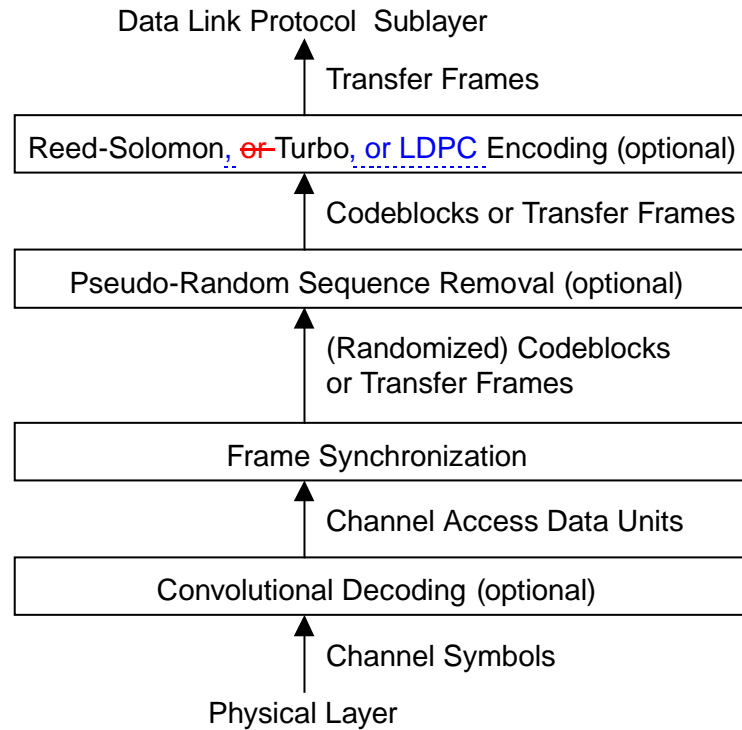 Data Link Protocol Sublayer
Transfer Frames
Reed-Solomon, or Turbo, or LDPC Encoding (optional)
Codeblocks or Transfer Frames
Pseudo-Random Sequence Removal (optional)
(Randomized) Codeblocks
or Transfer Frames
Frame Synchronization
Channel Access Data Units
Convolutional Decoding (optional)
Channel Symbols
Physical Layer